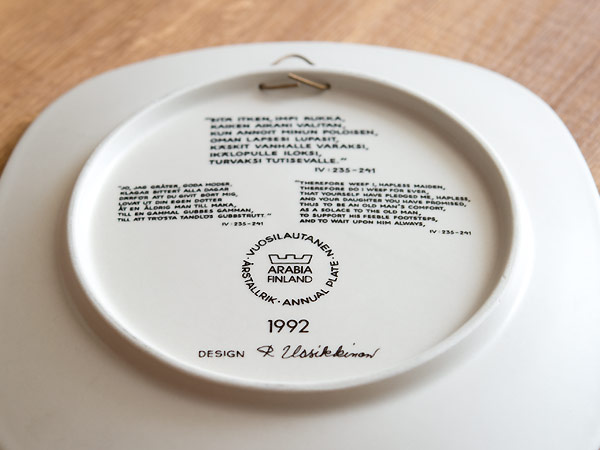 "SITÄ ITKEN, IMPI RUKKA,
KAIKEN AIKANI VALITAN,
KUN ANNOIT MINUN POLOISEN,
OMAN LAPSESI LUPASIT,
KÄSKIT VANHALLE VARAKSI,
IKÄLOPULLE ILOKSI,
TURVAKSI TUTISEVALLE."
IV: 235-241
"JO, JAG GRÅTER, GODA MODER,
KLAGAR BITTERT ALLA DAGAR
DÄRFÖR ATT DU GIVIT BORT MIG,
LOVAT UT DIN EGEN DOTTER
ÅT EN ÅLDRIG MAN TILL MAKA,
TILL EN GAMMAL GUBBES GAMMAN,
TILL ATT TRÖSTA TANDLÖS GUBBSTRUTT."
IV: 235-241
"THEREFORE WEEP I, HAPLESS MAIDEN,
THEREFORE DO I WEEP FOR EVER,
THAT YOURSELF HAVE PLEDGED ME, HAPLESS,
AND YOUR DAUGHTER YOU HAVE PROMISED,
THUS TO BE AN OLD MAN'S COMFORT,
AS A SOLACE TO THE OLD MAN,
TO SUPPORT HIS FEEBLE FOOTSTEPS,
AND TO WAIT UPON HIM ALWAYS,
IV: 235-241
VUOSILAUTANEN · ÅRSTALLRIK · ANNUAL PLATE ·
ARABIA
FINLAND
1992
DESIGN R Uosikkinen